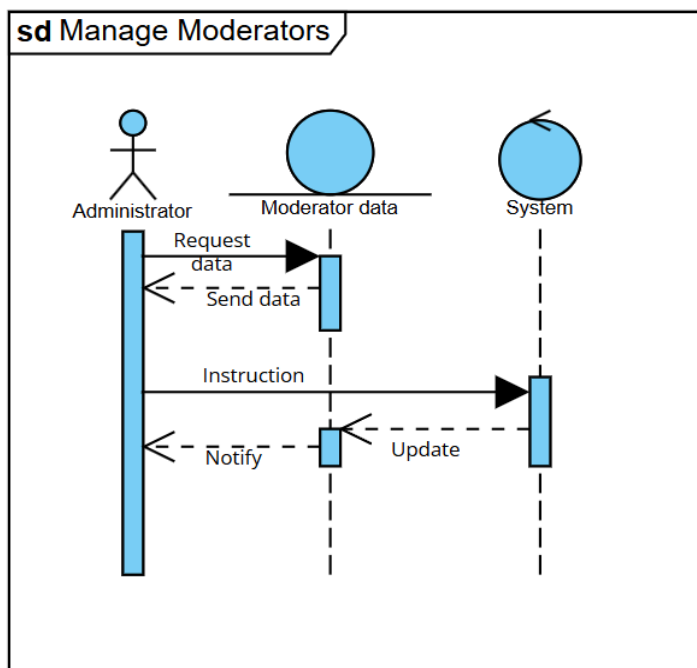 sd Manage Moderators
Administrator
Moderator data
System
Request
data
Send data
Instruction
Update
Notify